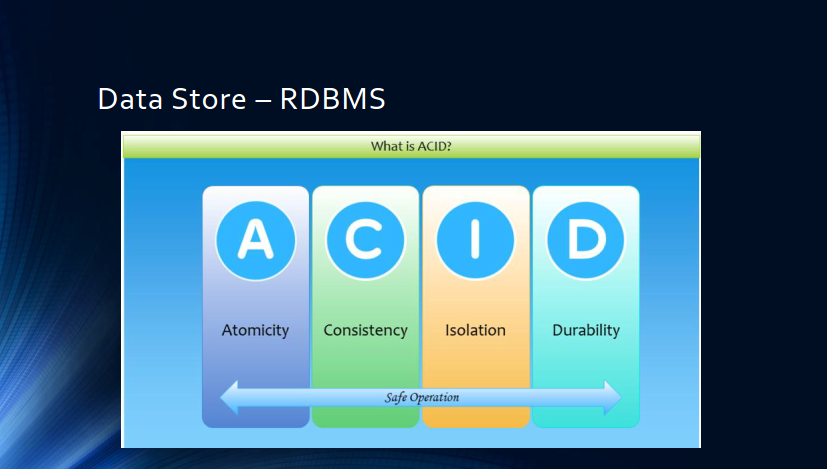 Data Store – RDBMS
What is ACID?
A C I D
Atomicity Consistency Isolation Durability
Safe Operation